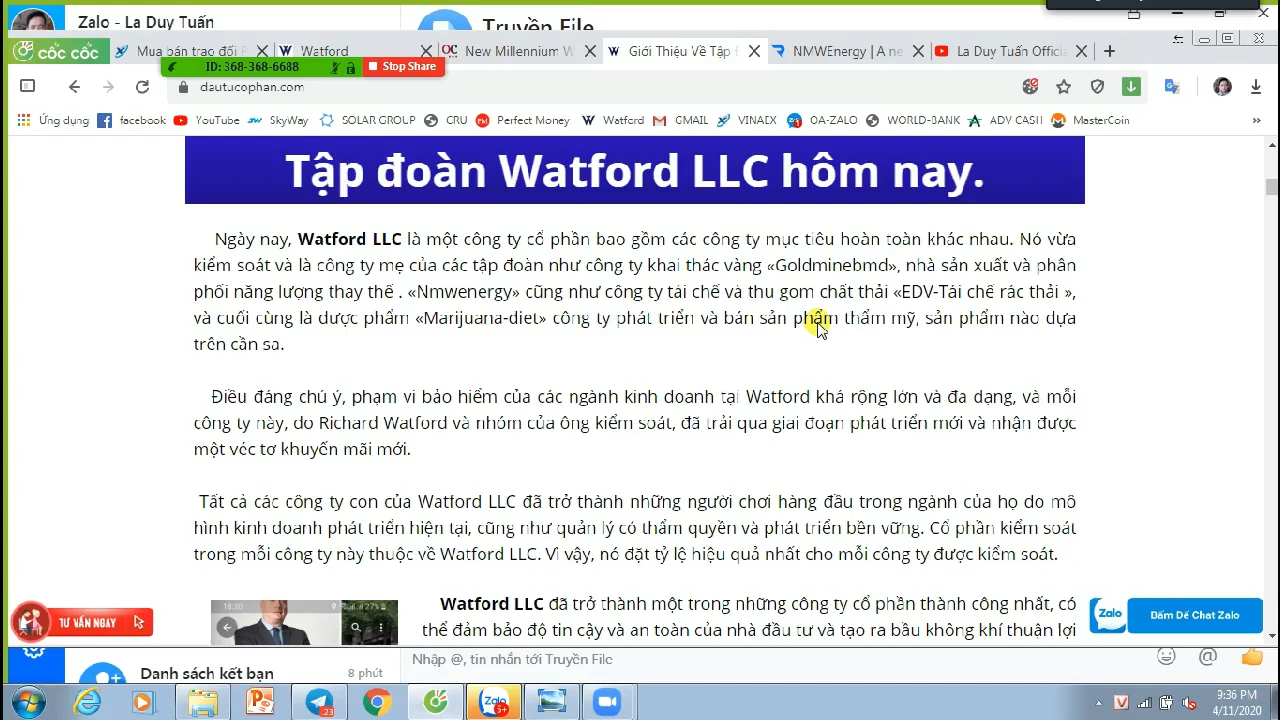 Zalo - La Duy Tuấn
Truyền File
cốc cốc
Mua bán trao đổi P
Watford
New Millennium W
Giới Thiệu Về Tập
NMWEnergy | A ne
La Duy Tuấn Officia
ID: 368-368-6688
Stop Share
dautucophan.com
Ứng dụng
facebook
YouTube
SkyWay
SOLAR GROUP
CRU
Perfect Money
Watford
GMAIL
VINAEX
OA-ZALO
WORLD-BANK
ADV CASH
MasterCoin
Tập đoàn Watford LLC hôm nay.
Ngày nay, Watford LLC là một công ty cổ phần bao gồm các công ty mục tiêu hoàn toàn khác nhau. Nó vừa
kiểm soát và là công ty mẹ của các tập đoàn như công ty khai thác vàng «Goldminebmd», nhà sản xuất và phân
phối năng lượng thay thế . «Nmwenergy» cũng như công ty tái chế và thu gom chất thải «EDV-Tái chế rác thải »,
và cuối cùng là dược phẩm «Marijuana-diet» công ty phát triển và bán sản phẩm thẩm mỹ, sản phẩm nào dựa
trên cần sa.
Điều đáng chú ý, phạm vi bảo hiểm của các ngành kinh doanh tại Watford khá rộng lớn và đa dạng, và mỗi
công ty này, do Richard Watford và nhóm của ông kiểm soát, đã trải qua giai đoạn phát triển mới và nhận được
một véc tơ khuyến mãi mới.
Tất cả các công ty con của Watford LLC đã trở thành những người chơi hàng đầu trong ngành của họ do mô
hình kinh doanh phát triển hiện tại, cũng như quản lý có thẩm quyền và phát triển bền vững. Cổ phần kiểm soát
trong mỗi công ty này thuộc về Watford LLC. Vì vậy, nó đặt tỷ lệ hiệu quả nhất cho mỗi công ty được kiểm soát.
18:30
27%
Watford LLC đã trở thành một trong những công ty cổ phần thành công nhất, có
thể đảm bảo độ tin cậy và an toàn của nhà đầu tư và tạo ra bầu không khí thuận lợi
TƯ VẤN NGAY
Zalo
Bấm Để Chat Zalo
Danh sách kết bạn
8 phút
Nhập @, tin nhắn tới Truyền File
23
Zalo
5+
9:36 PM
4/11/2020